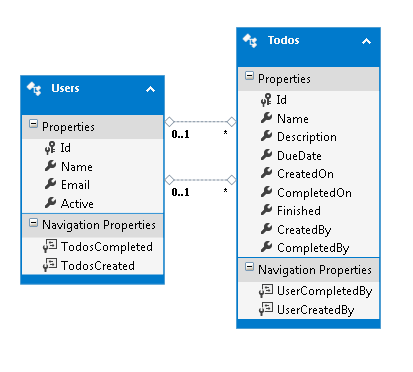 Users
Properties
Id
Name
Email
Active
Navigation Properties
TodosCompleted
TodosCreated
0..1
*
0..1
*
Todos
Properties
Id
Name
Description
DueDate
CreatedOn
CompletedOn
Finished
CreatedBy
CompletedBy
Navigation Properties
UserCompletedBy
UserCreatedBy